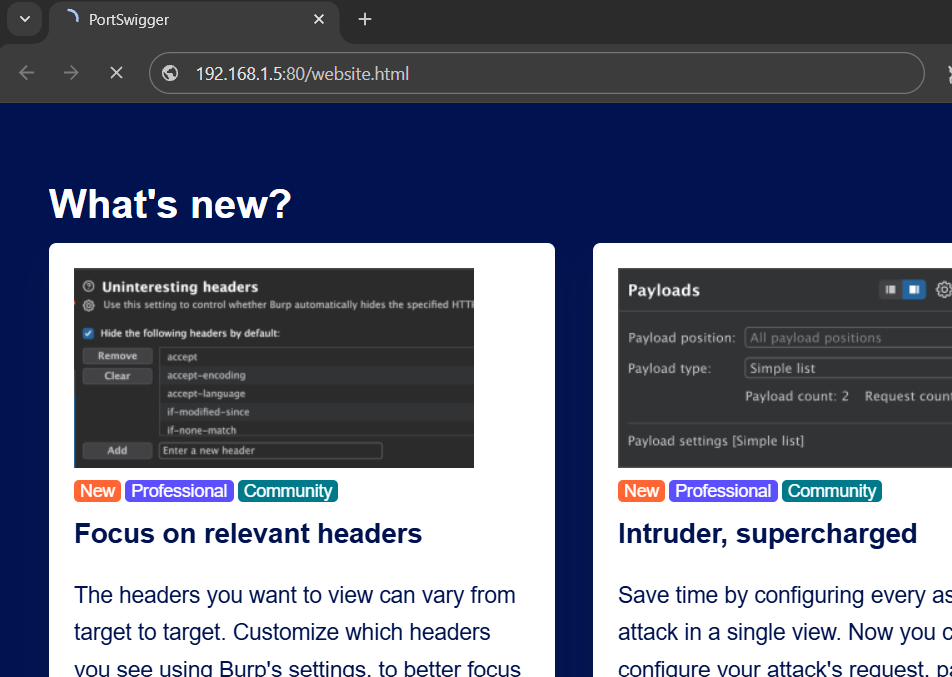 PortSwigger
192.168.1.5:80/website.html
What's new?
Uninteresting headers
Use this setting to control whether Burp automatically hides the specified HTT
Hide the following headers by default:
Remove
accept
Clear
accept-encoding
accept-language
if-modified-since
if-none-match
Add
Enter a new header
New Professional Community
Focus on relevant headers
The headers you want to view can vary from
target to target. Customize which headers
you see using Burp's settings, to better focus
Payloads
Payload position: All payload positions
Payload type: Simple list
Payload count: 2 Request count
Payload settings [Simple list]
New Professional Community
Intruder, supercharged
Save time by configuring every as
attack in a single view. Now you c
configure your attack's request, pa